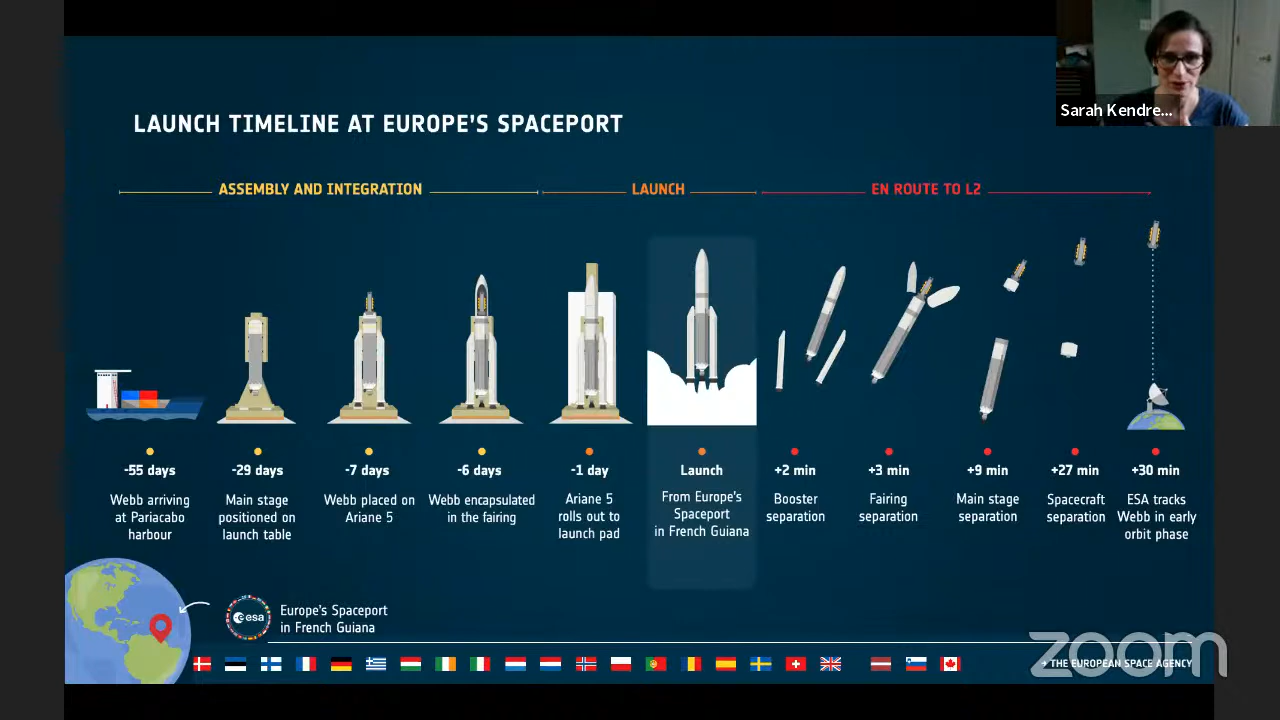 Sarah Kendre...
LAUNCH TIMELINE AT EUROPE'S SPACEPORT
ASSEMBLY AND INTEGRATION
LAUNCH
EN ROUTE TO L2
-55 days
Webb arriving
at Pariacabo
harbour
-29 days
Main stage
positioned on
launch table
-7 days
Webb placed on
Ariane 5
-6 days
Webb encapsulated
in the fairing
-1 day
Ariane 5
rolls out to
launch pad
Launch
From Europe's
Spaceport
in French Guiana
+2 min
Booster
separation
+3 min
Fairing
separation
+9 min
Main stage
separation
+27 min
Spacecraft
separation
+30 min
ESA tracks
Webb in early
orbit phase
esa
Europe's Spaceport
in French Guiana
→ THE EUROPEAN SPACE AGENCY
zoom